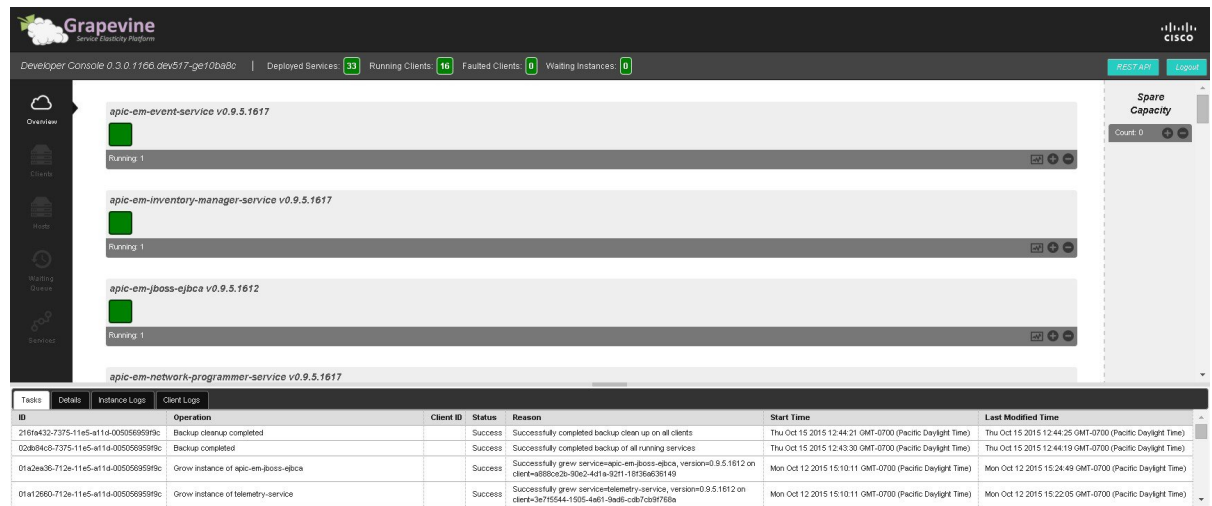 Grapevine
Service Elasticity Platform
CISCO
Developer Console 0.3.0.1166.dev517-ge10ba8c | Deployed Services: 33 Running Clients: 16 Faulted Clients: 0 Waiting Instances: 0 REST API Logout
Overview
Clients
Hosts
Waiting
Queue
Services
apic-em-event-service v0.9.5.1617
Running: 1
apic-em-inventory-manager-service v0.9.5.1617
Running: 1
apic-em-jboss-ejbca v0.9.5.1612
Running: 1
apic-em-network-programmer-service v0.9.5.1617
Spare
Capacity
Count: 0
Tasks Details Instance Logs Client Logs
ID Operation Client ID Status Reason Start Time Last Modified Time
216fa432-7375-11e5-a11d-005056959f9c Backup cleanup completed Success Successfully completed backup clean up on all clients Thu Oct 15 2015 12:44:21 GMT-0700 (Pacific Daylight Time) Thu Oct 15 2015 12:44:25 GMT-0700 (Pacific Daylight Time)
02db84c8-7375-11e5-a11d-005056959f9c Backup completed Success Successfully completed backup of all running services Thu Oct 15 2015 12:43:30 GMT-0700 (Pacific Daylight Time) Thu Oct 15 2015 12:44:19 GMT-0700 (Pacific Daylight Time)
01a2ea36-712e-11e5-a11d-005056959f9c Grow instance of apic-em-jboss-ejbca Success Successfully grew service=apic-em-jboss-ejbca, version=0.9.5.1612 on
client=a888ce2b-90e2-4d1a-92f1-18f36a636149 Mon Oct 12 2015 15:10:11 GMT-0700 (Pacific Daylight Time) Mon Oct 12 2015 15:24:49 GMT-0700 (Pacific Daylight Time)
01a12660-712e-11e5-a11d-005056959f9c Grow instance of telemetry-service Success Successfully grew service=telemetry-service, version=0.9.5.1612 on
client=3e7f5544-1505-4a61-9ad6-cdb7cb9f768a Mon Oct 12 2015 15:10:11 GMT-0700 (Pacific Daylight Time) Mon Oct 12 2015 15:22:05 GMT-0700 (Pacific Daylight Time)